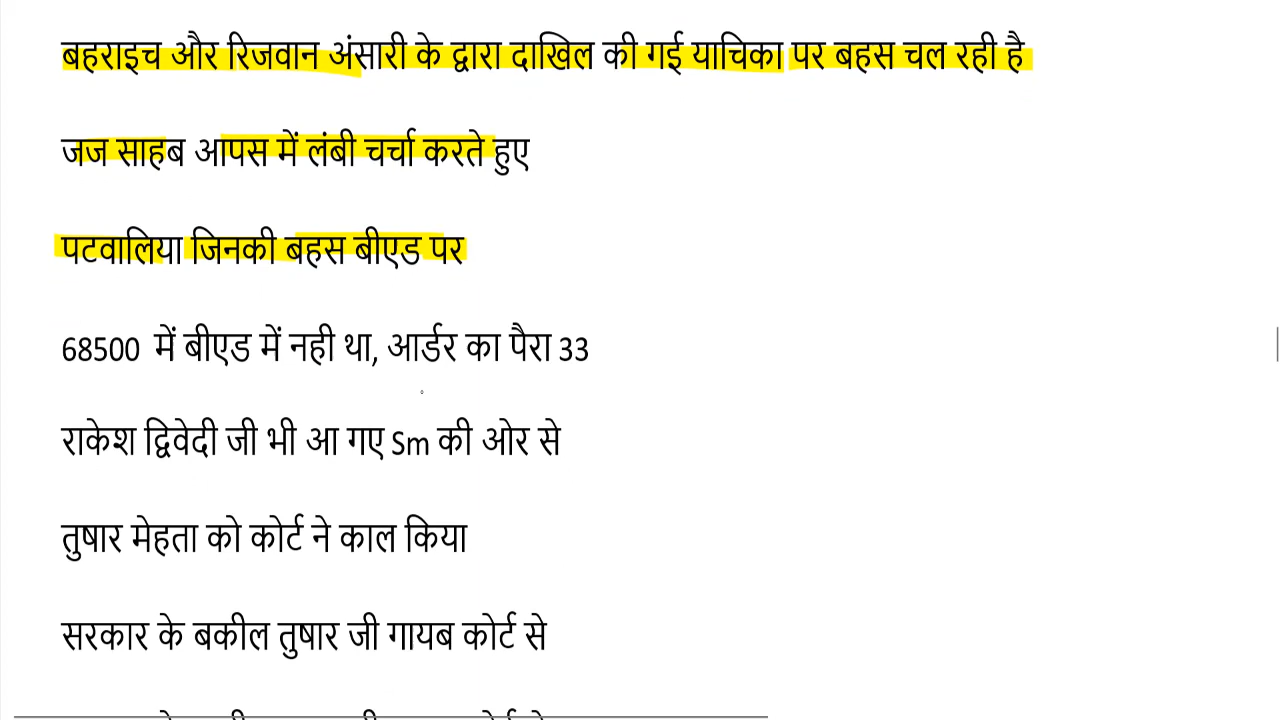 बहराइच और रिजवान अंसारी के द्वारा दाखिल की गई याचिका पर बहस चल रही है
जज साहब आपस में लंबी चर्चा करते हुए
पटवालिया जिनकी बहस बीएड पर
68500 में बीएड में नही था, आर्डर का पैरा 33
राकेश द्विवेदी जी भी आ गए Sm की ओर से
तुषार मेहता को कोर्ट ने काल किया
सरकार के बकील तुषार जी गायब कोर्ट से